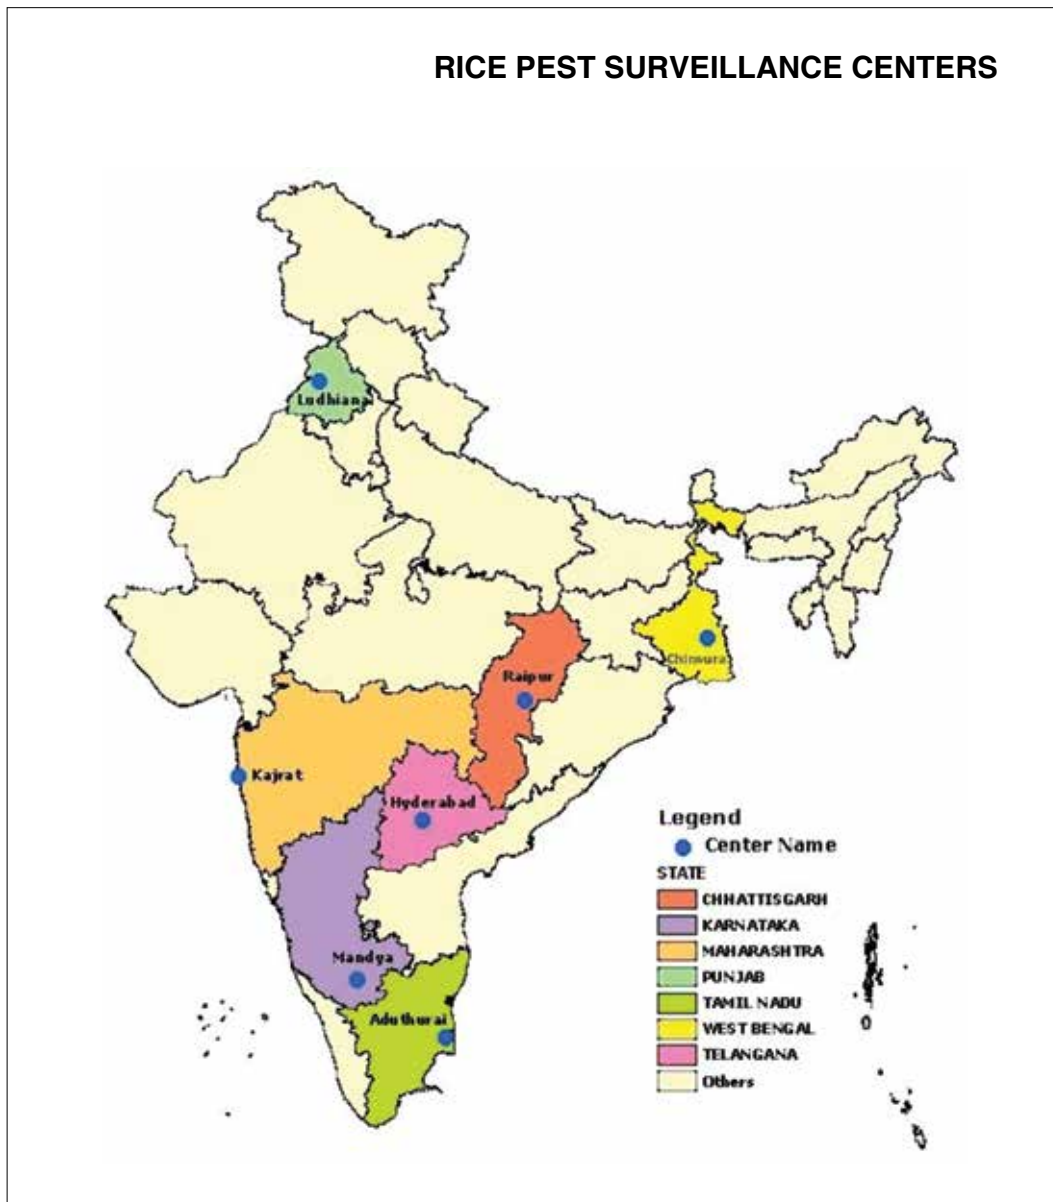 RICE PEST SURVEILLANCE CENTERS
Ludhiana
Chinsura
Raipur
Kajrat
Hyderabad
Mandya
Aduthurai
Legend
Center Name
STATE
CHHATTISGARH
KARNATAKA
MAHARASHTRA
PUNJAB
TAMIL NADU
WEST BENGAL
TELANGANA
Others